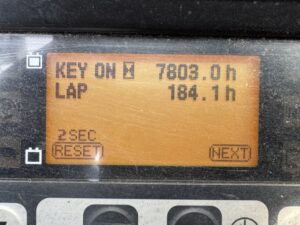 KEY ON 7803.0h
LAP 184.1h
2SEC
RESET NEXT